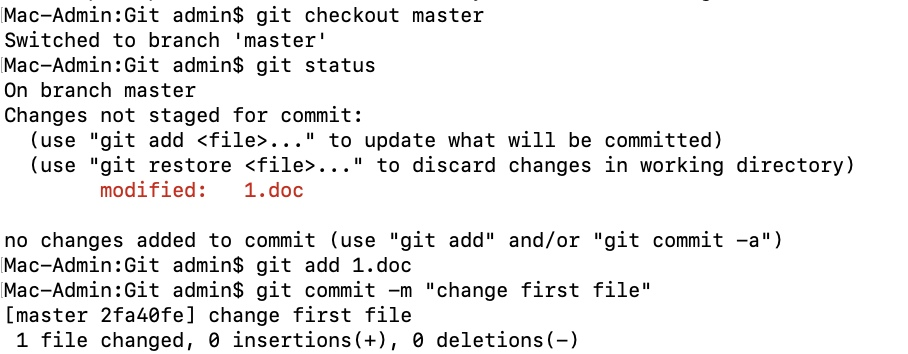 Mac-Admin:Git admin$ git checkout master
Switched to branch 'master'
Mac-Admin:Git admin$ git status
On branch master
Changes not staged for commit:
  (use "git add <file>..." to update what will be committed)
  (use "git restore <file>..." to discard changes in working directory)
        modified:   1.doc

no changes added to commit (use "git add" and/or "git commit -a")
Mac-Admin:Git admin$ git add 1.doc
Mac-Admin:Git admin$ git commit -m "change first file"
[master 2fa40fe] change first file
 1 file changed, 0 insertions(+), 0 deletions(-)